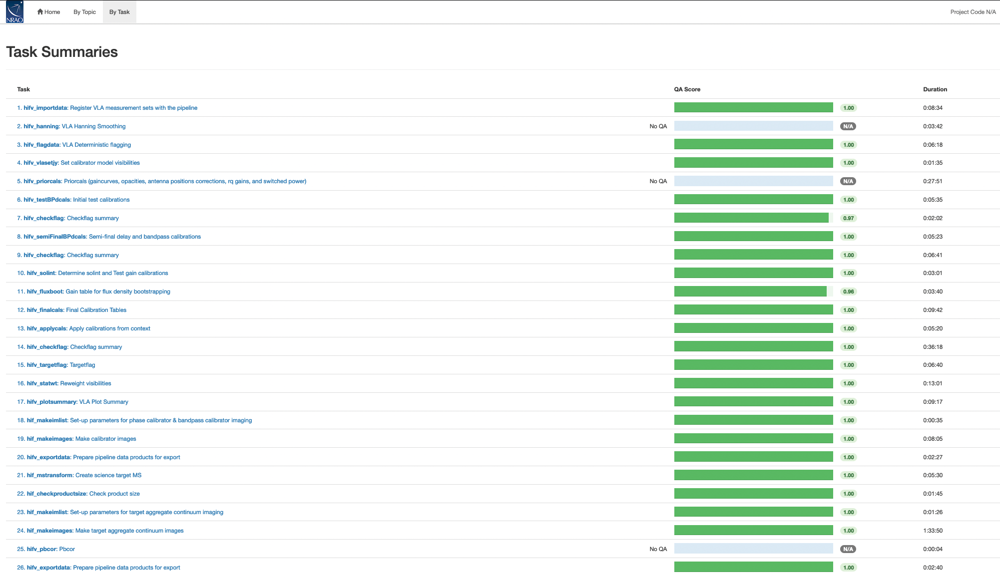 NRAO Home By Topic By Task Project Code N/A
Task Summaries
Task QA Score Duration
1. hifv_importdata: Register VLA measurement sets with the pipeline 1.00 0:08:34
2. hifv_hanning: VLA Hanning Smoothing No QA N/A 0:03:42
3. hifv_flagdata: VLA Deterministic flagging 1.00 0:06:18
4. hifv_vlasetjy: Set calibrator model visibilities 1.00 0:01:35
5. hifv_priorcals: Priorcals (gaincurves, opacities, antenna positions corrections, rq gains, and switched power) No QA N/A 0:27:51
6. hifv_testBPdcals: Initial test calibrations 1.00 0:05:35
7. hifv_checkflag: Checkflag summary 0.97 0:02:02
8. hifv_semiFinalBPdcals: Semi-final delay and bandpass calibrations 1.00 0:05:23
9. hifv_checkflag: Checkflag summary 1.00 0:06:41
10. hifv_solint: Determine solint and Test gain calibrations 1.00 0:03:01
11. hifv_fluxboot: Gain table for flux density bootstrapping 0.96 0:03:40
12. hifv_finalcals: Final Calibration Tables 1.00 0:09:42
13. hifv_applycals: Apply calibrations from context 1.00 0:05:20
14. hifv_checkflag: Checkflag summary 1.00 0:36:18
15. hifv_targetflag: Targetflag 1.00 0:06:40
16. hifv_statwt: Reweight visibilities 1.00 0:13:01
17. hifv_plotsummary: VLA Plot Summary 1.00 0:09:17
18. hif_makeimlist: Set-up parameters for phase calibrator & bandpass calibrator imaging 1.00 0:00:35
19. hif_makeimages: Make calibrator images 1.00 0:08:05
20. hifv_exportdata: Prepare pipeline data products for export 1.00 0:02:27
21. hif_mstransform: Create science target MS 1.00 0:05:30
22. hif_checkproductsize: Check product size 1.00 0:01:45
23. hif_makeimlist: Set-up parameters for target aggregate continuum imaging 1.00 0:01:26
24. hif_makeimages: Make target aggregate continuum images 1.00 1:33:50
25. hifv_pbcor: Pbcor No QA N/A 0:00:04
26. hifv_exportdata: Prepare pipeline data products for export 1.00 0:02:40